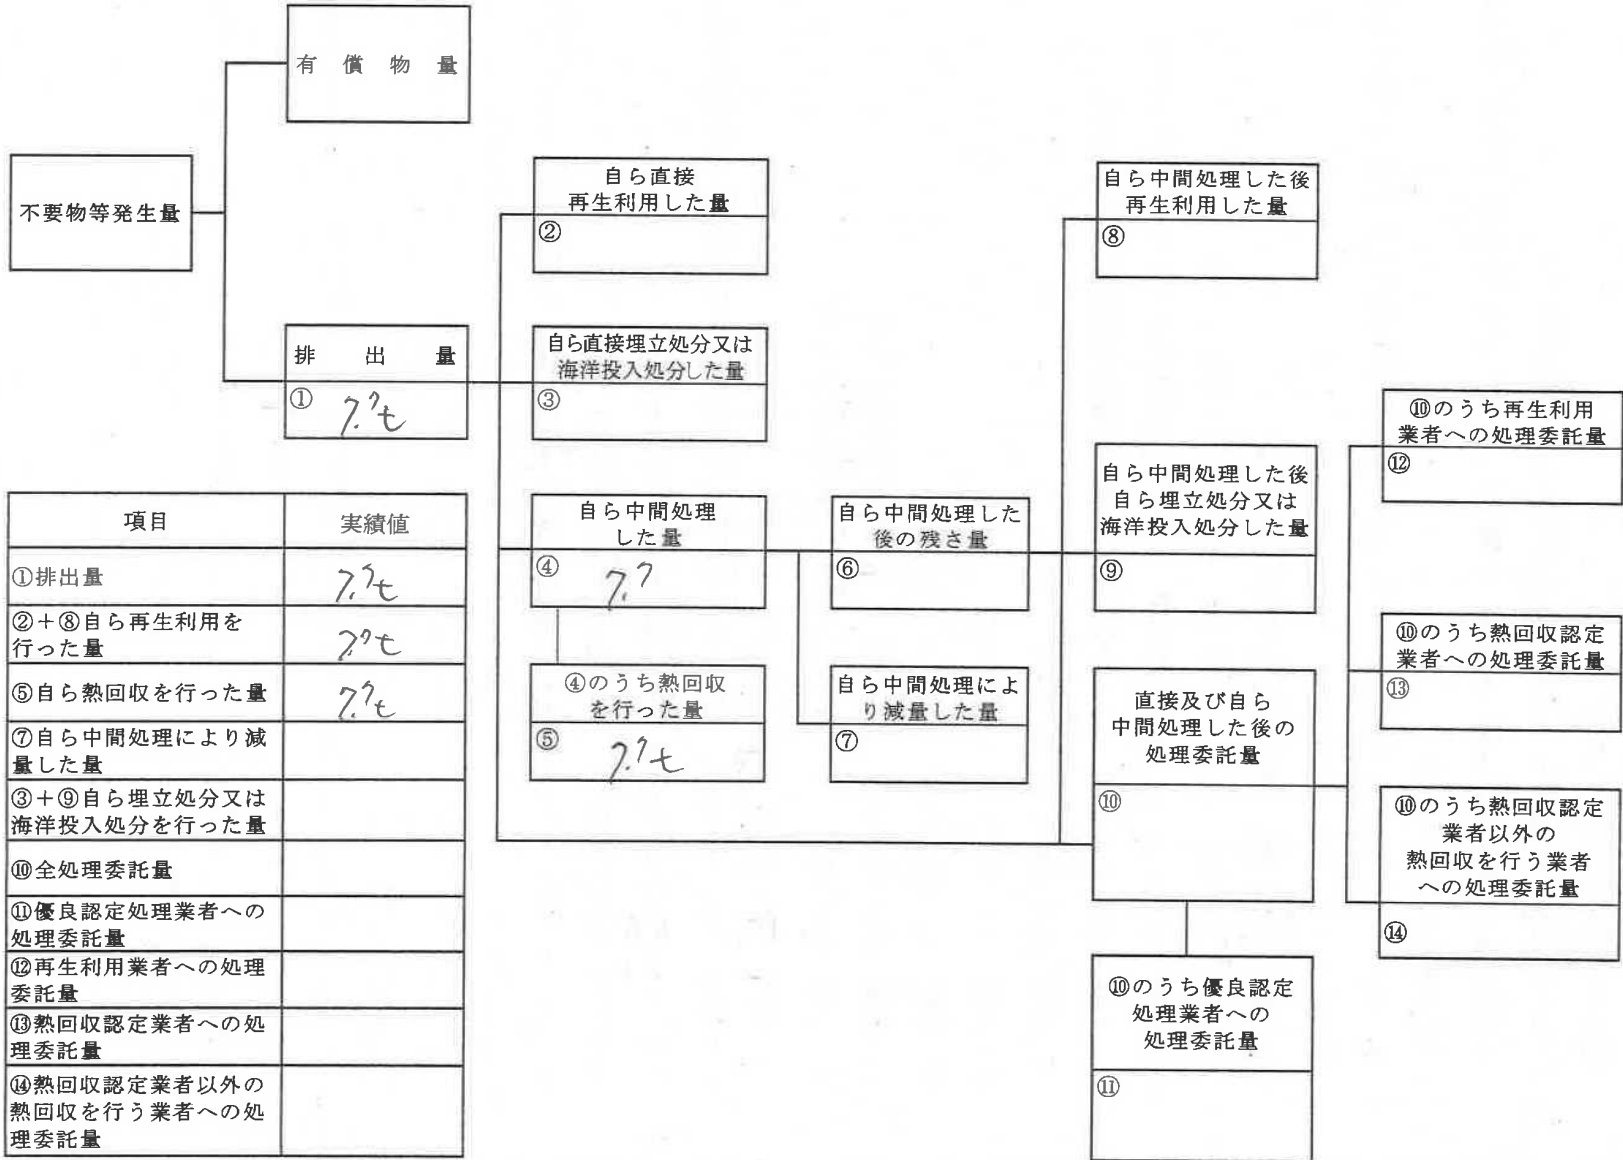 有償物量
不要物等発生量
排出量
① 7.7t
自ら直接
再生利用した量
②
自ら直接埋立処分又は
海洋投入処分した量
③
自ら中間処理
した量
④ 7.7
④のうち熱回収
を行った量
⑤ 7.7t
自ら中間処理した
後の残さ量
⑥
自ら中間処理によ
り減量した量
⑦
自ら中間処理した後
再生利用した量
⑧
自ら中間処理した後
自ら埋立処分又は
海洋投入処分した量
⑨
直接及び自ら
中間処理した後の
処理委託量
⑩
⑩のうち優良認定
処理業者への
処理委託量
⑪
⑩のうち再生利用
業者への処理委託量
⑫
⑩のうち熱回収認定
業者への処理委託量
⑬
⑩のうち熱回収認定
業者以外の
熱回収を行う業者
への処理委託量
⑭
項目 実績値
①排出量 7.7t
②+⑧自ら再生利用を
行った量 7.7t
⑤自ら熱回収を行った量 7.7t
⑦自ら中間処理により減
量した量
③+⑨自ら埋立処分又は
海洋投入処分を行った量
⑩全処理委託量
⑪優良認定処理業者への
処理委託量
⑫再生利用業者への処理
委託量
⑬熱回収認定業者への処
理委託量
⑭熱回収認定業者以外の
熱回収を行う業者への処
理委託量